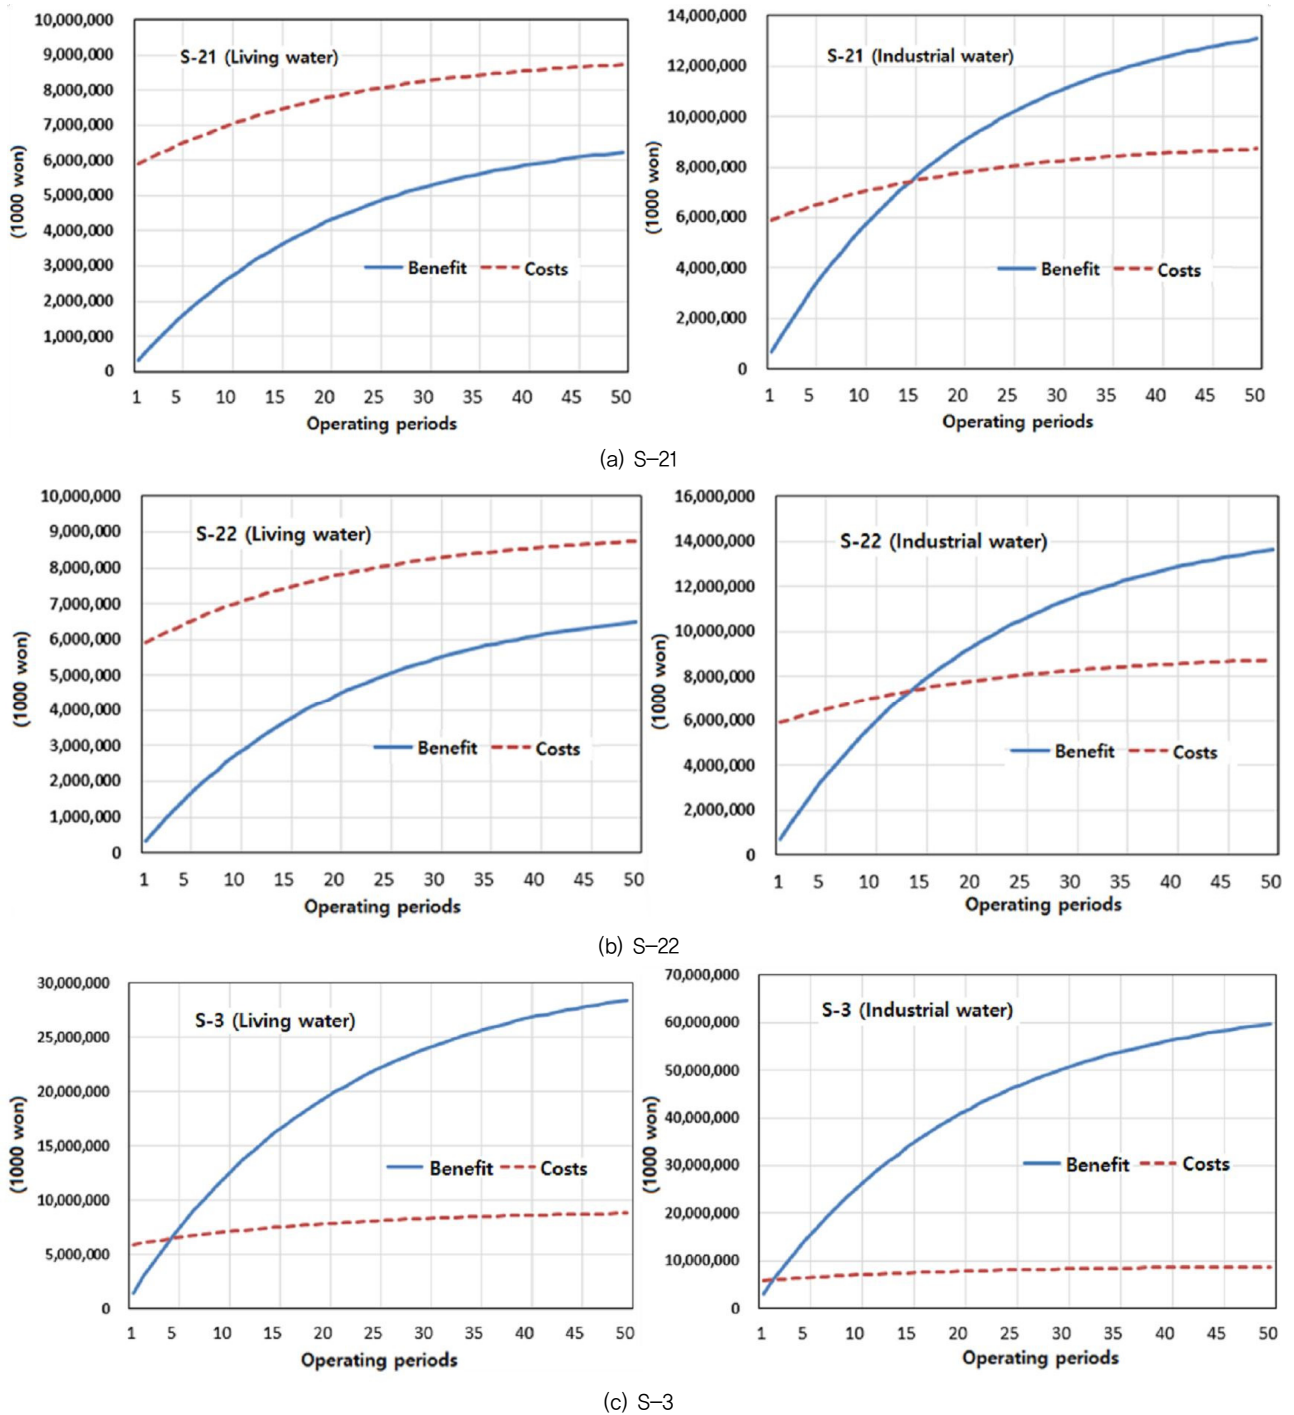 10,000,000
9,000,000
8,000,000
7,000,000
6,000,000
5,000,000
4,000,000
3,000,000
2,000,000
1,000,000
0
(1000 won)
S-21 (Living water)
Benefit Costs
1 5 10 15 20 25 30 35 40 45 50
Operating periods
14,000,000
12,000,000
10,000,000
8,000,000
6,000,000
4,000,000
2,000,000
0
(1000 won)
S-21 (Industrial water)
Benefit Costs
1 5 10 15 20 25 30 35 40 45 50
Operating periods
(a) S-21
10,000,000
9,000,000
8,000,000
7,000,000
6,000,000
5,000,000
4,000,000
3,000,000
2,000,000
1,000,000
0
(1000 won)
S-22 (Living water)
Benefit Costs
1 5 10 15 20 25 30 35 40 45 50
Operating periods
16,000,000
14,000,000
12,000,000
10,000,000
8,000,000
6,000,000
4,000,000
2,000,000
0
(1000 won)
S-22 (Industrial water)
Benefit Costs
1 5 10 15 20 25 30 35 40 45 50
Operating periods
(b) S-22
30,000,000
25,000,000
20,000,000
15,000,000
10,000,000
5,000,000
0
(1000 won)
S-3 (Living water)
Benefit Costs
1 5 10 15 20 25 30 35 40 45 50
Operating periods
70,000,000
60,000,000
50,000,000
40,000,000
30,000,000
20,000,000
10,000,000
0
(1000 won)
S-3 (Industrial water)
Benefit Costs
1 5 10 15 20 25 30 35 40 45 50
Operating periods
(c) S-3